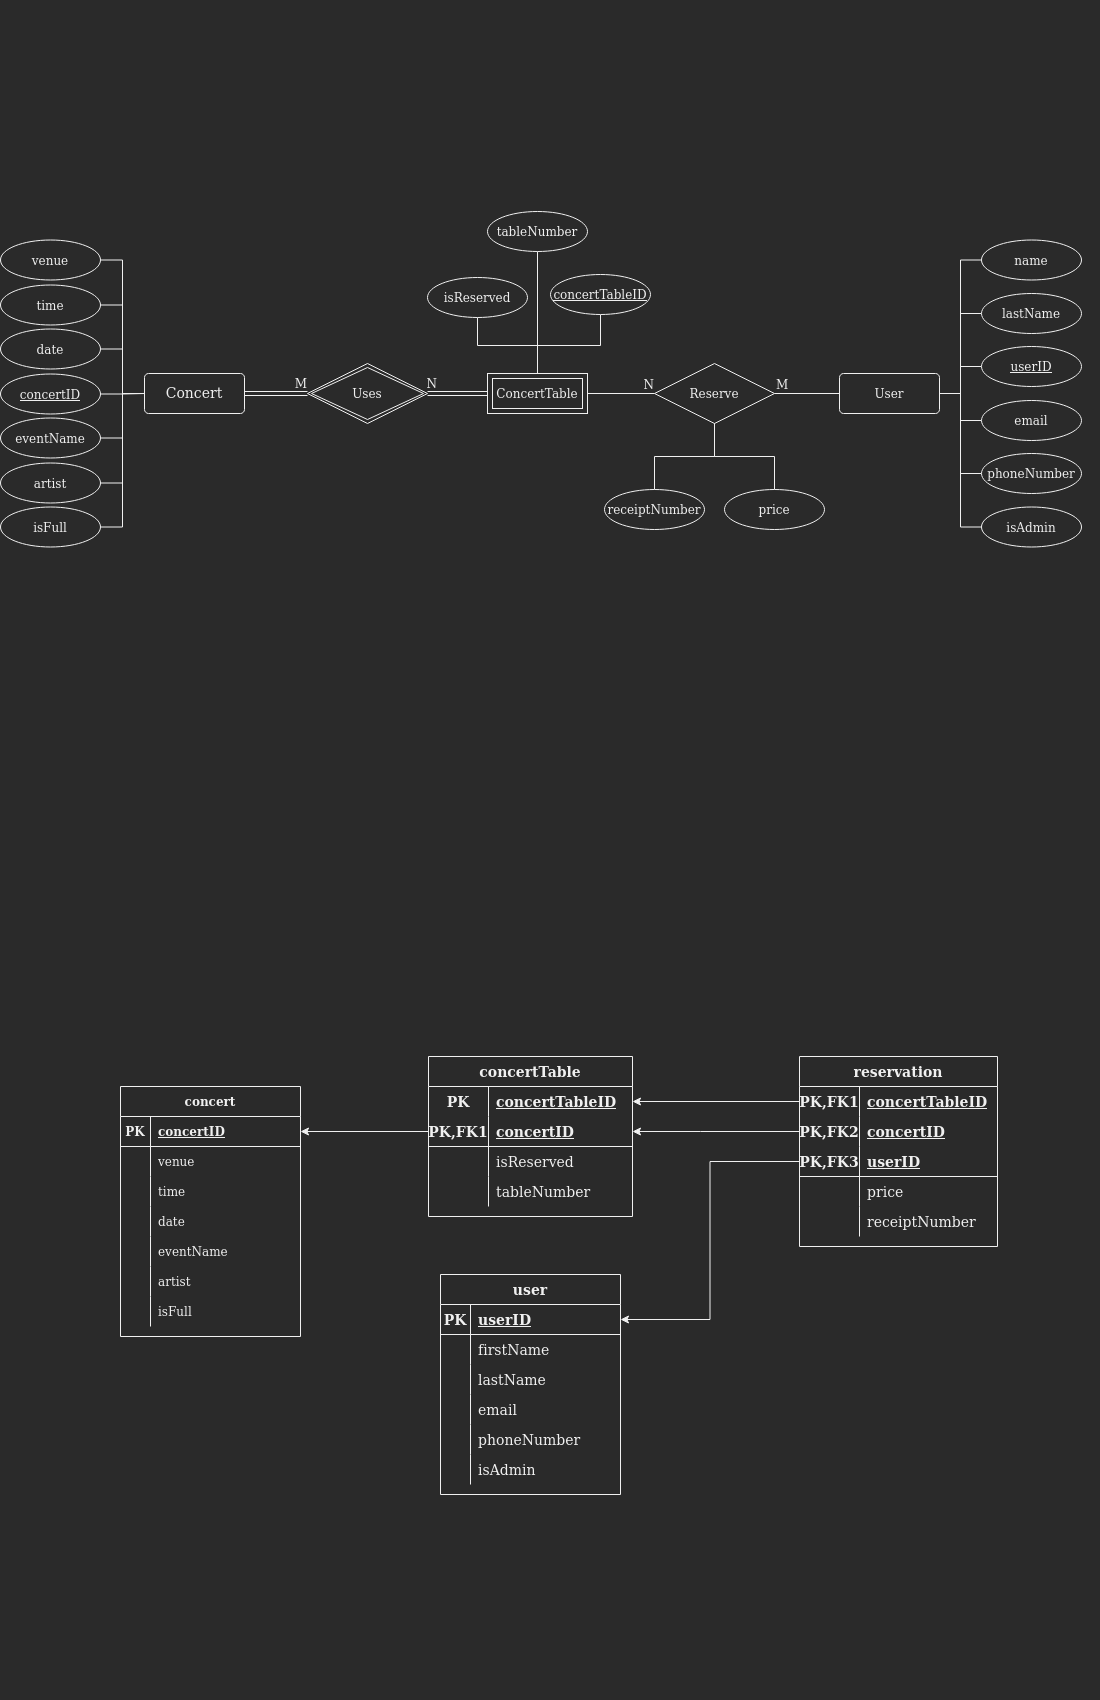 tableNumber
isReserved
concertTableID
venue
time
date
concertID
eventName
artist
isFull
Concert
M
Uses
N
ConcertTable
N
Reserve
M
User
receiptNumber
price
name
lastName
userID
email
phoneNumber
isAdmin
concert
PK concertID
venue
time
date
eventName
artist
isFull
concertTable
PK concertTableID
PK,FK1 concertID
isReserved
tableNumber
reservation
PK,FK1 concertTableID
PK,FK2 concertID
PK,FK3 userID
price
receiptNumber
user
PK userID
firstName
lastName
email
phoneNumber
isAdmin